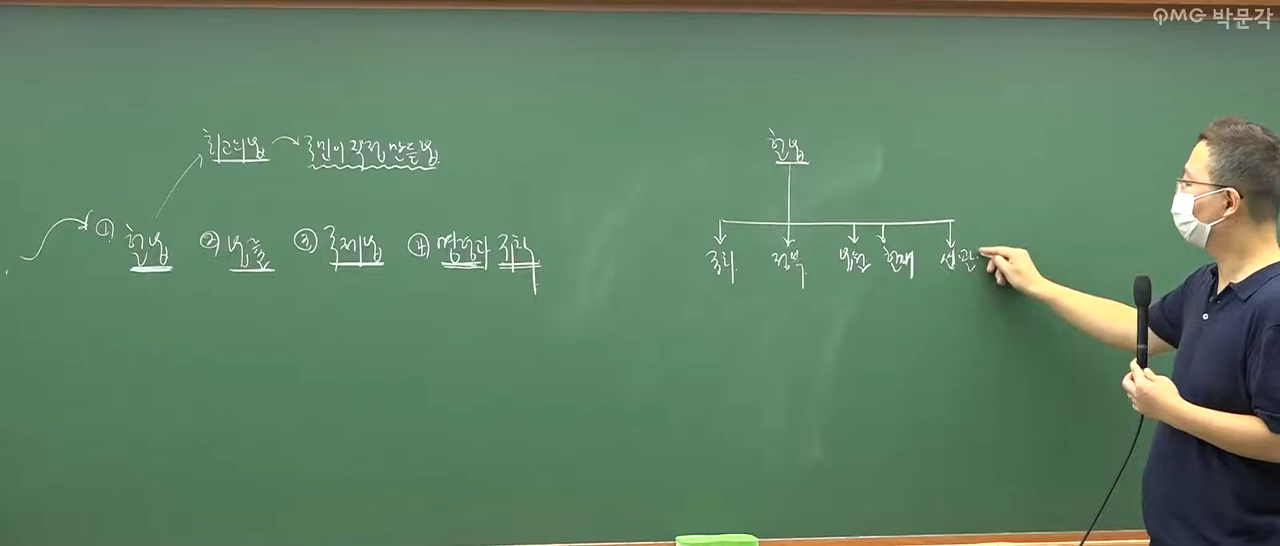 PMG 박문각
최고의 법 국민이 직접 만든 법
① 헌법 ② 법률 ③ 국제법 ④ 명령과 규칙
헌법
국회 정부 법원 헌재 선관